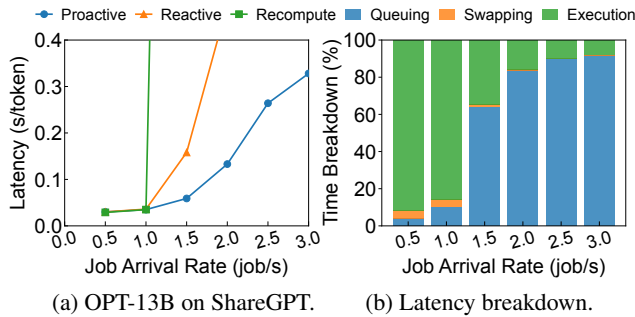 Proactive Reactive Recompute Queuing Swapping Execution
0.4
0.3
0.2
0.1
0.0
Latency (s/token)
0.0 0.5 1.0 1.5 2.0 2.5 3.0
Job Arrival Rate (job/s)
(a) OPT-13B on ShareGPT.
100
80
60
40
20
0
Time Breakdown (%)
0.5 1.0 1.5 2.0 2.5 3.0
Job Arrival Rate (job/s)
(b) Latency breakdown.